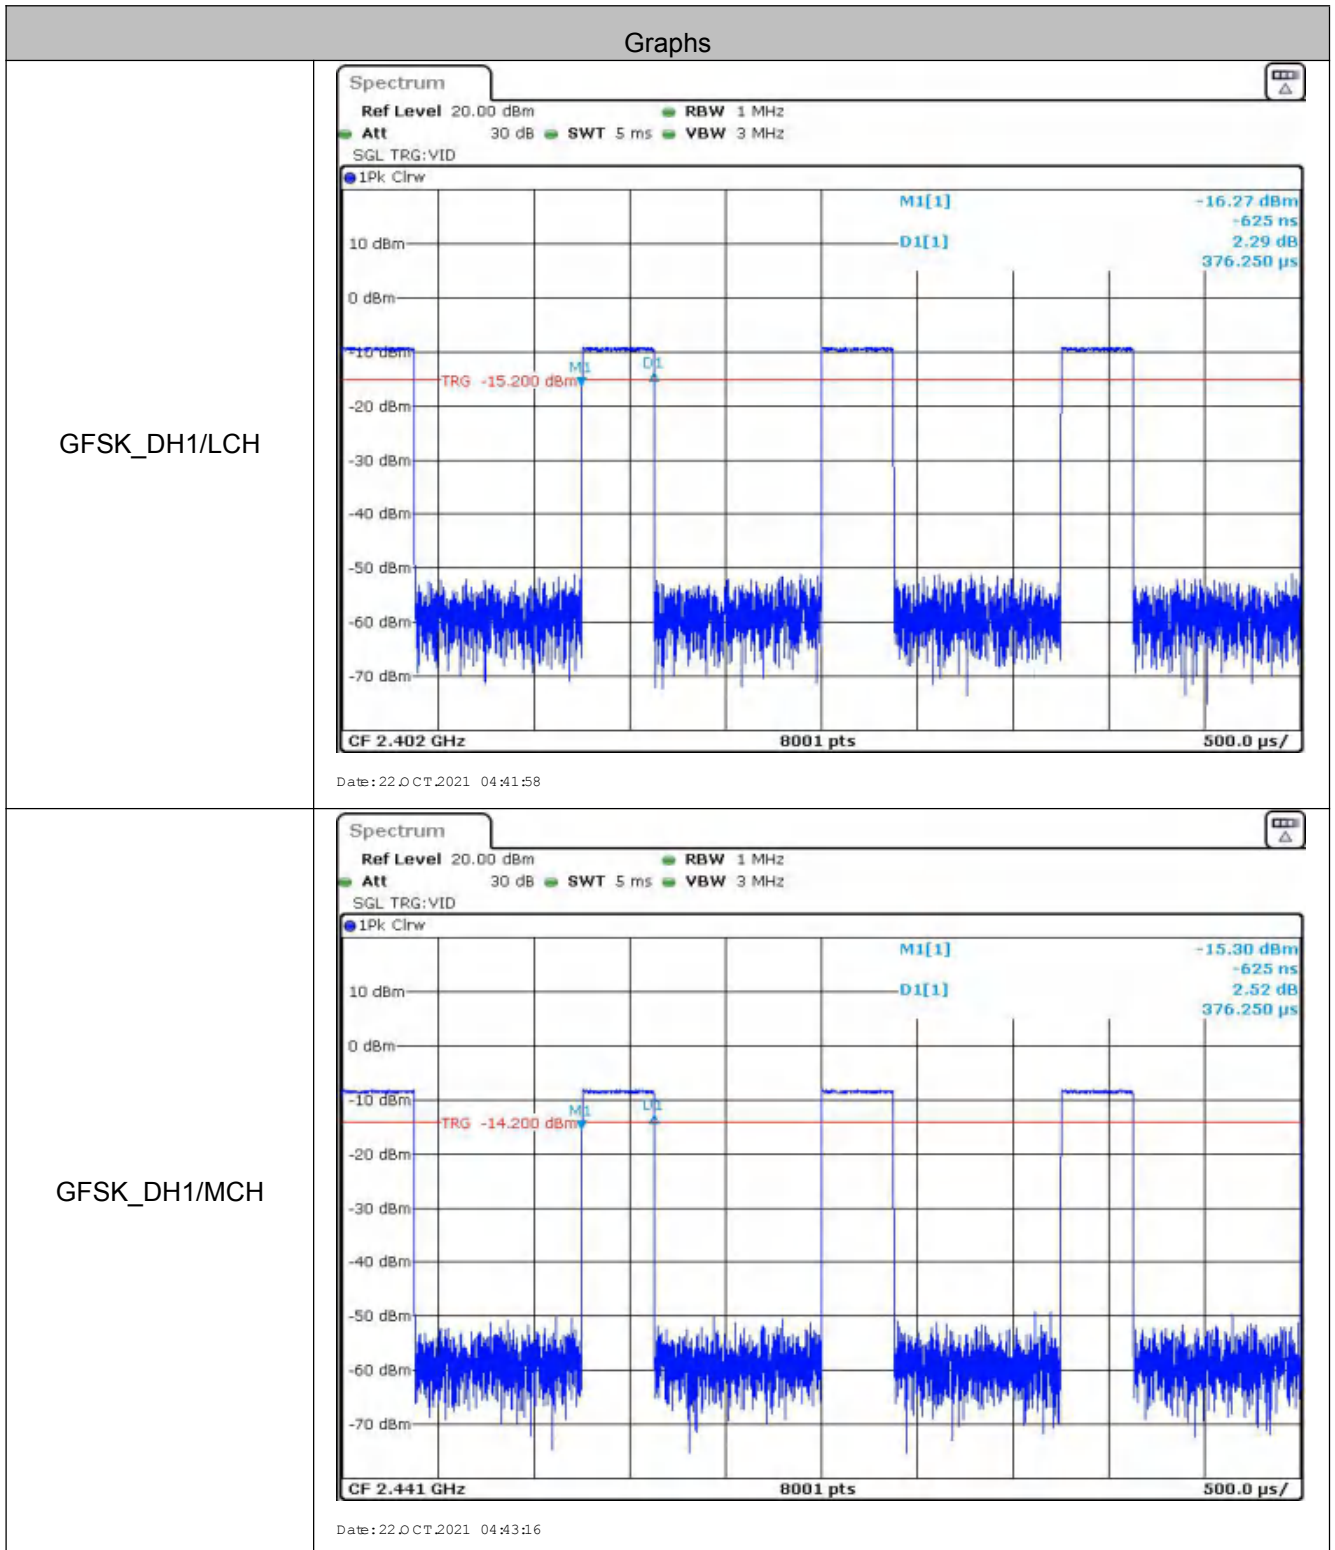 Graphs
GFSK_DH1/LCH
Spectrum
Ref Level 20.00 dBm RBW 1 MHz
Att 30 dB SWT 5 ms VBW 3 MHz
SGL TRG:VID
1Pk Clrw
M1[1] -16.27 dBm
-625 ns
D1[1] 2.29 dB
376.250 µs
10 dBm
0 dBm
-10 dBm
M1 D1
TRG -15.200 dBm
-20 dBm
-30 dBm
-40 dBm
-50 dBm
-60 dBm
-70 dBm
CF 2.402 GHz 8001 pts 500.0 µs/
Date: 22.OCT.2021 04:41:58
GFSK_DH1/MCH
Spectrum
Ref Level 20.00 dBm RBW 1 MHz
Att 30 dB SWT 5 ms VBW 3 MHz
SGL TRG:VID
1Pk Clrw
M1[1] -15.30 dBm
-625 ns
D1[1] 2.52 dB
376.250 µs
10 dBm
0 dBm
-10 dBm
M1 D1
TRG -14.200 dBm
-20 dBm
-30 dBm
-40 dBm
-50 dBm
-60 dBm
-70 dBm
CF 2.441 GHz 8001 pts 500.0 µs/
Date: 22.OCT.2021 04:43:16